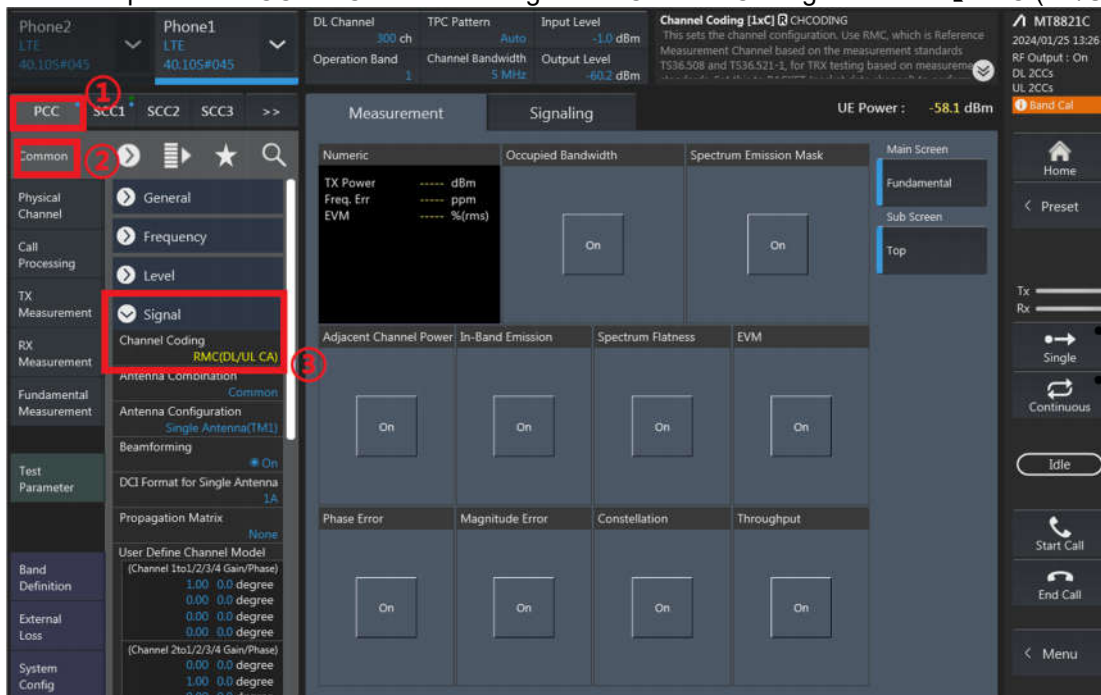 Phone2
LTE
40.105#045
Phone1
LTE
40.105#045
DL Channel
300 ch
TPC Pattern
Auto
Input Level
-1.0 dBm
Operation Band
1
Channel Bandwidth
5 MHz
Output Level
-60.2 dBm
Channel Coding [1xC] R CHCODING
This sets the channel configuration. Use RMC, which is Reference
Measurement Channel based on the measurement standards
TS36.508 and TS36.521-1, for TRX testing based on measureme
MT8821C
2024/01/25 13:26
RF Output : On
DL 2CCs
UL 2CCs
Band Cal
PCC
SCC1
SCC2
SCC3
>>
①
Measurement
Signaling
UE Power : -58.1 dBm
Common
②
Physical
Channel
Call
Processing
TX
Measurement
RX
Measurement
Fundamental
Measurement
Test
Parameter
Band
Definition
External
Loss
System
Config
General
Frequency
Level
Signal
Channel Coding
RMC(DL/UL CA)
③
Antenna Combination
Common
Antenna Configuration
Single Antenna(TM1)
Beamforming
On
DCI Format for Single Antenna
1A
Propagation Matrix
None
User Define Channel Model
(Channel 1to1/2/3/4 Gain/Phase)
1.00 0.0 degree
0.00 0.0 degree
0.00 0.0 degree
0.00 0.0 degree
(Channel 2to1/2/3/4 Gain/Phase)
0.00 0.0 degree
1.00 0.0 degree
Numeric
TX Power ----- dBm
Freq. Err ----- ppm
EVM ----- %(rms)
Occupied Bandwidth
On
Spectrum Emission Mask
On
Adjacent Channel Power
On
In-Band Emission
On
Spectrum Flatness
On
EVM
On
Phase Error
On
Magnitude Error
On
Constellation
On
Throughput
On
Main Screen
Fundamental
Sub Screen
Top
Home
< Preset
Tx
Rx
Single
Continuous
Idle
Start Call
End Call
< Menu